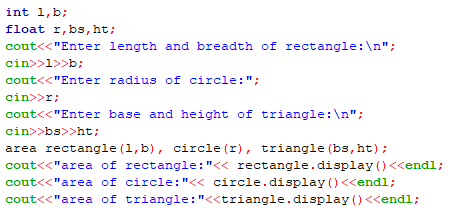 int l,b;
float r,bs,ht;
cout<<"Enter length and breadth of rectangle:\n";
cin>>l>>b;
cout<<"Enter radius of circle:";
cin>>r;
cout<<"Enter base and height of triangle:\n";
cin>>bs>>ht;
area rectangle(l,b), circle(r), triangle(bs,ht);
cout<<"area of rectangle:"<< rectangle.display()<<endl;
cout<<"area of circle:"<< circle.display()<<endl;
cout<<"area of triangle:"<<triangle.display()<<endl;